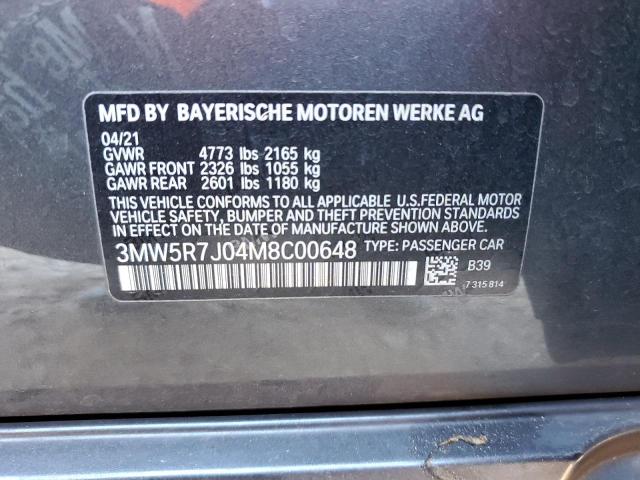 MFD BY BAYERISCHE MOTOREN WERKE AG
04/21
GVWR 4773 lbs 2165 kg
GAWR FRONT 2326 lbs 1055 kg
GAWR REAR 2601 lbs 1180 kg
THIS VEHICLE CONFORMS TO ALL APPLICABLE U.S.FEDERAL MOTOR
VEHICLE SAFETY, BUMPER AND THEFT PREVENTION STANDARDS
IN EFFECT ON THE DATE OF MANUFACTURE SHOWN ABOVE.
3MW5R7J04M8C00648 TYPE: PASSENGER CAR
B39
7 315 814